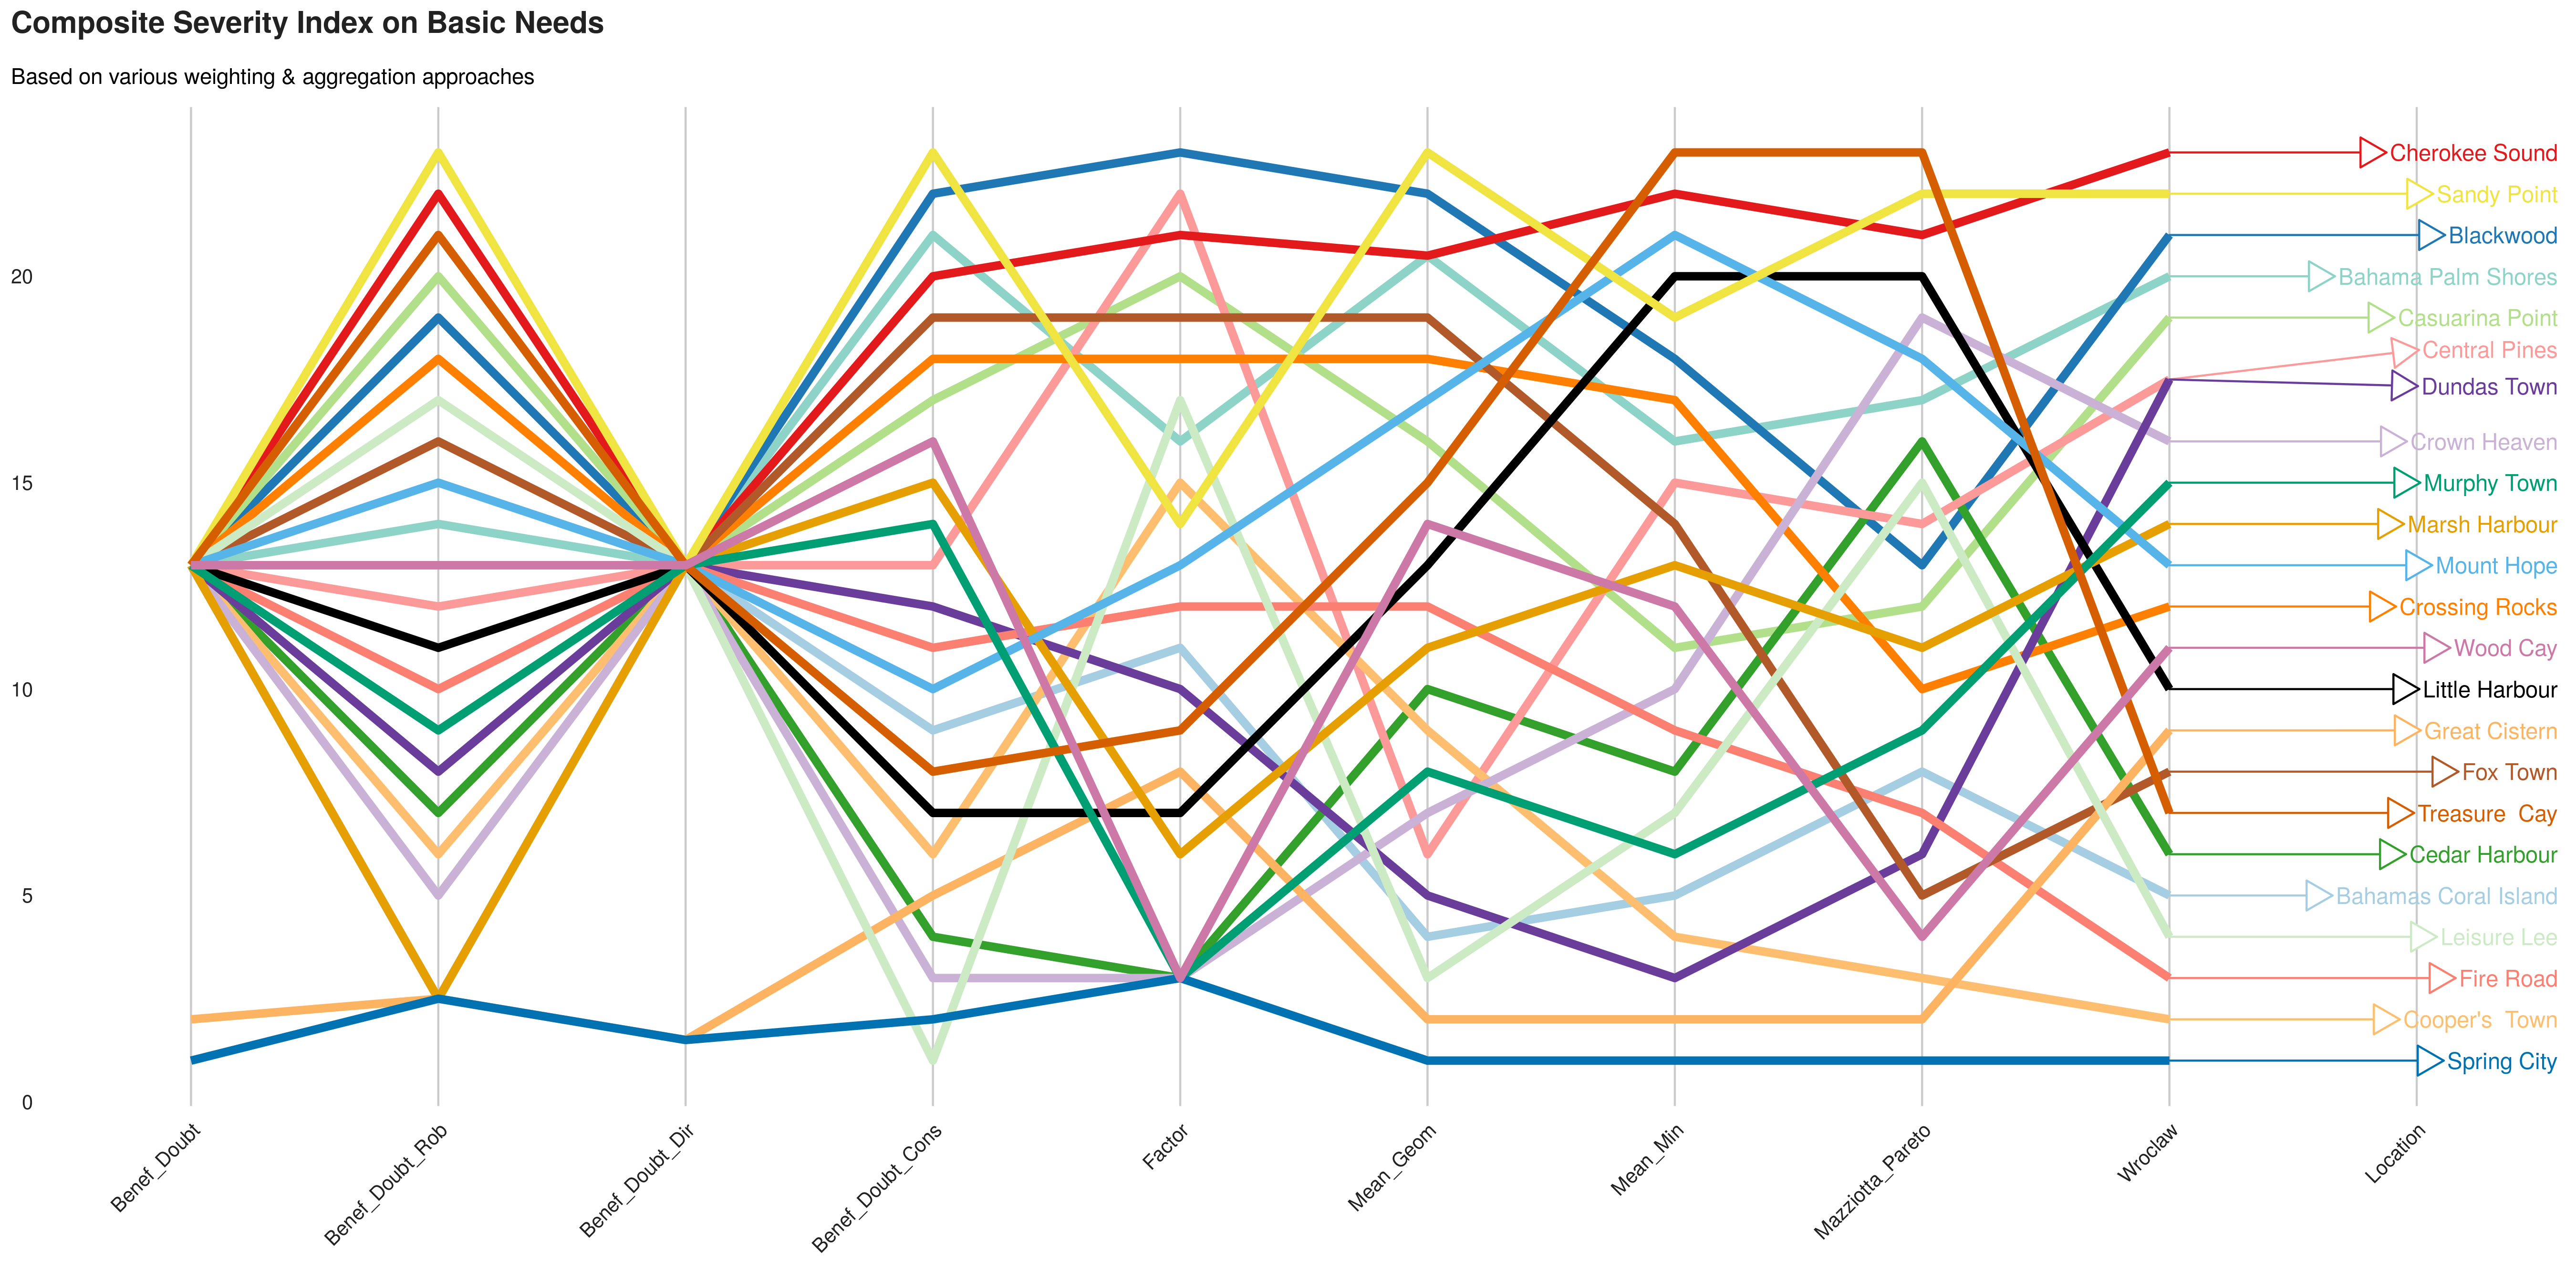 Composite Severity Index on Basic Needs
Based on various weighting & aggregation approaches
20
15
10
5
0
Cherokee Sound
Sandy Point
Blackwood
Bahama Palm Shores
Casuarina Point
Central Pines
Dundas Town
Crown Heaven
Murphy Town
Marsh Harbour
Mount Hope
Crossing Rocks
Wood Cay
Little Harbour
Great Cistern
Fox Town
Treasure  Cay
Cedar Harbour
Bahamas Coral Island
Leisure Lee
Fire Road
Cooper's  Town
Spring City
Benef_Doubt
Benef_Doubt_Rob
Benef_Doubt_Dir
Benef_Doubt_Cons
Factor
Mean_Geom
Mean_Min
Mazziotta_Pareto
Wroclaw
Location